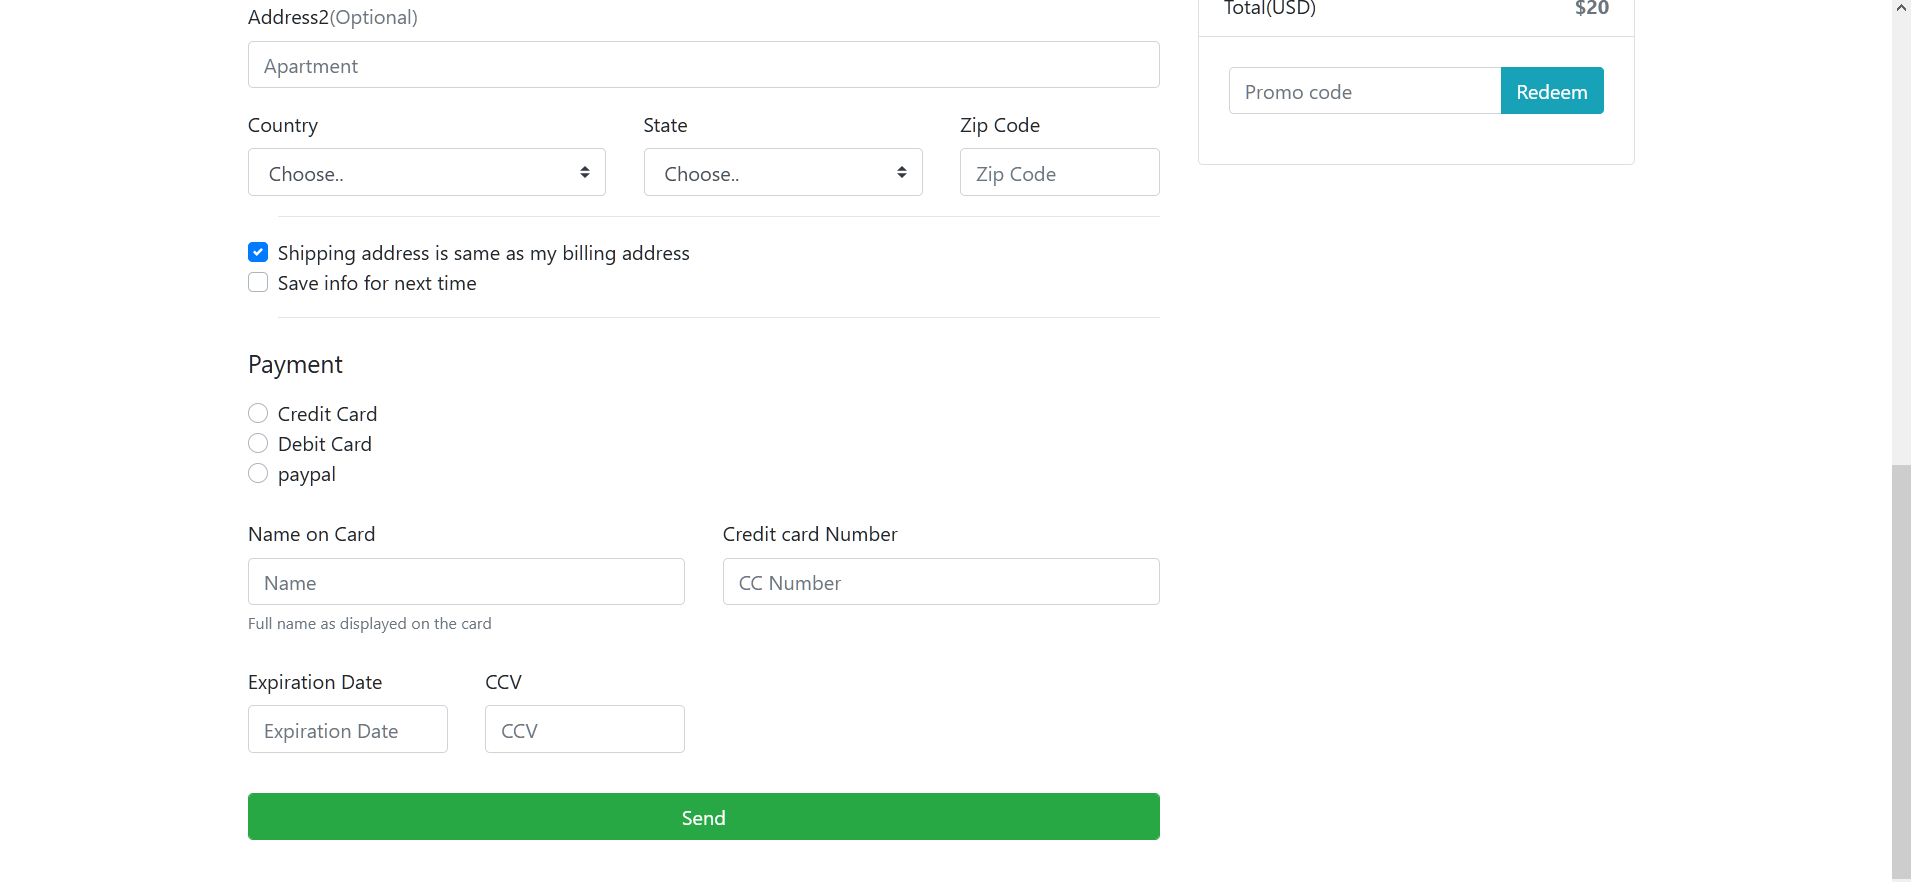 Address2(Optional)
Apartment
Country State Zip Code
Choose.. Choose.. Zip Code
Shipping address is same as my billing address
Save info for next time
Payment
Credit Card
Debit Card
paypal
Name on Card Credit card Number
Name CC Number
Full name as displayed on the card
Expiration Date CCV
Expiration Date CCV
Send
Total(USD) $20
Promo code Redeem